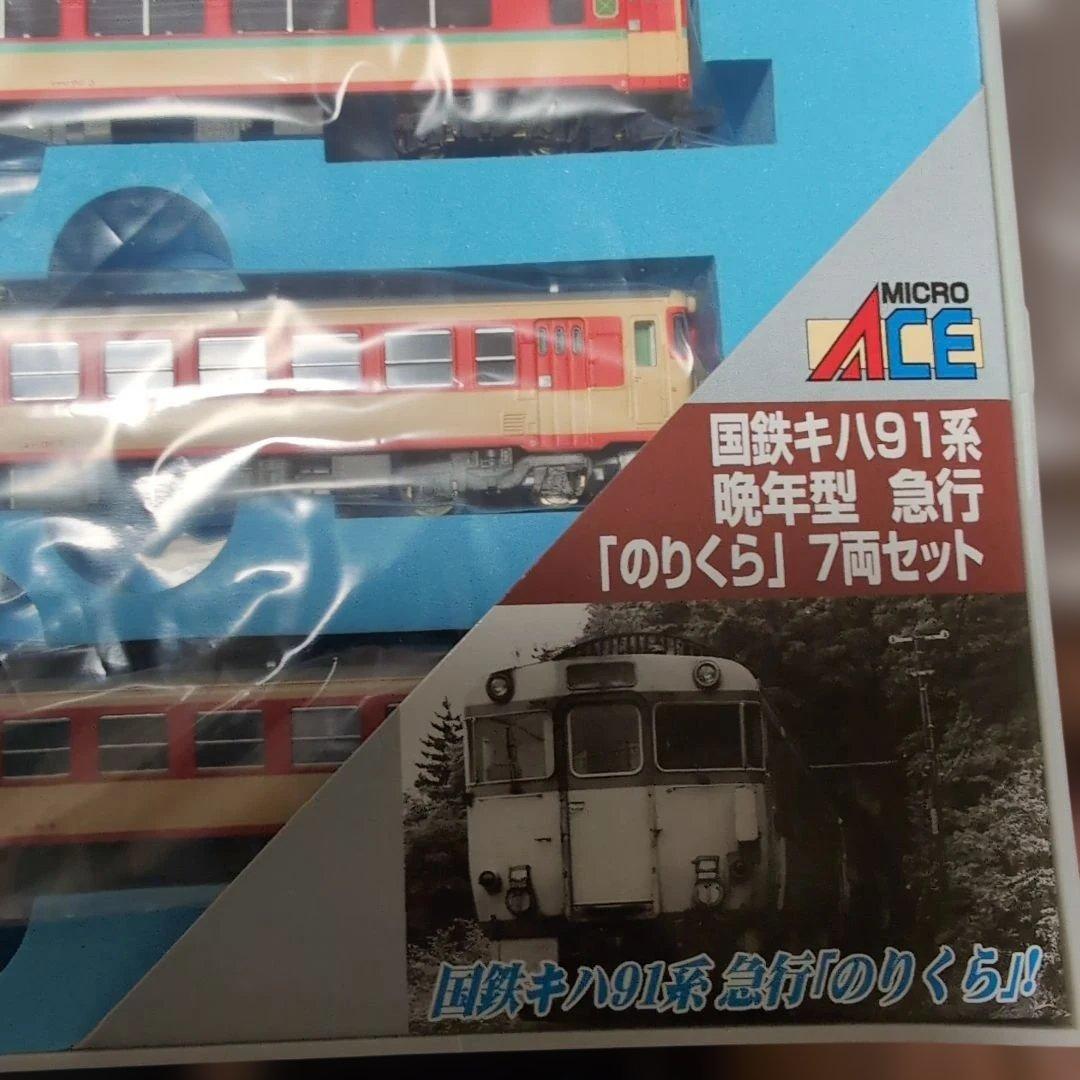 MICRO
ACE
国鉄キハ91系
晩年型 急行
「のりくら」7両セット
国鉄キハ91系 急行「のりくら」!